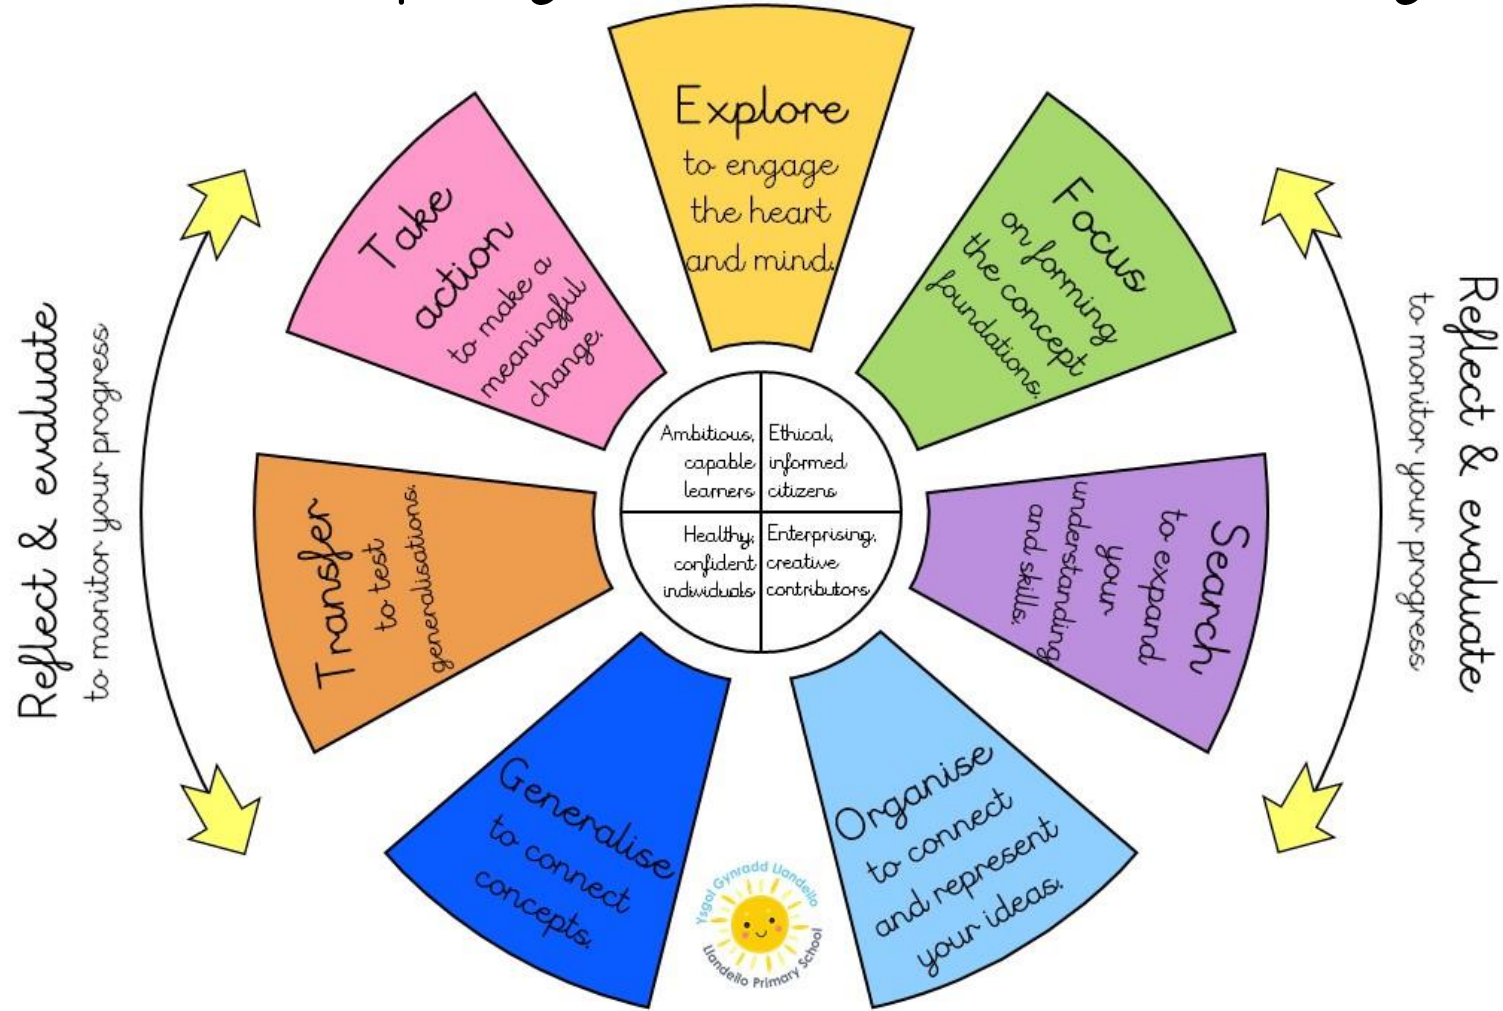 Explore
to engage
the heart
and mind.
Focus
on forming
the concept
foundations.
Search
to expand
your
understanding
and skills.
Organise
to connect
and represent
your ideas.
Generalise
to connect
concepts.
Transfer
to test
generalisations.
Take
action
to make a
meaningful
change.
Ambitious,
capable
learners
Ethical,
informed
citizens
Healthy,
confident
individuals
Enterprising,
creative
contributors
Reflect & evaluate
to monitor your progress
Reflect & evaluate
to monitor your progress
Ysgol Gynradd Llandeilo
Llandeilo Primary School